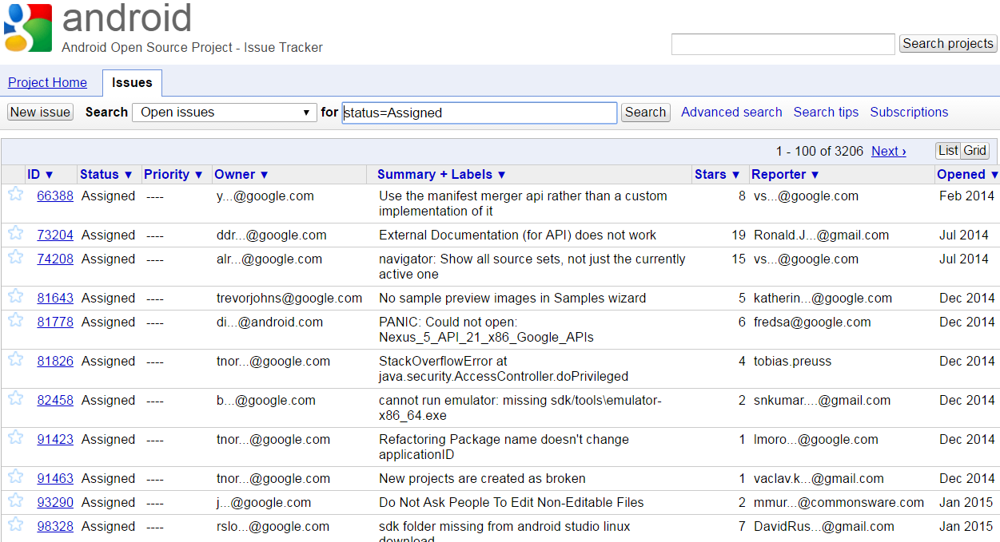 android
Android Open Source Project - Issue Tracker
Search projects
Project Home Issues
New issue Search Open issues ▼ for status=Assigned Search Advanced search Search tips Subscriptions
1 - 100 of 3206 Next › List Grid
ID ▼ Status ▼ Priority ▼ Owner ▼ Summary + Labels ▼ Stars ▼ Reporter ▼ Opened ▼
66388 Assigned ---- y...@google.com Use the manifest merger api rather than a custom 8 vs...@google.com Feb 2014
implementation of it
73204 Assigned ---- ddr...@google.com External Documentation (for API) does not work 19 Ronald.J...@gmail.com Jul 2014
74208 Assigned ---- alr...@google.com navigator: Show all source sets, not just the currently 15 vs...@google.com Jul 2014
active one
81643 Assigned ---- trevorjohns@google.com No sample preview images in Samples wizard 5 katherin...@google.com Dec 2014
81778 Assigned ---- di...@android.com PANIC: Could not open: 6 fredsa@google.com Dec 2014
Nexus_5_API_21_x86_Google_APIs
81826 Assigned ---- tnor...@google.com StackOverflowError at 4 tobias.preuss Dec 2014
java.security.AccessController.doPrivileged
82458 Assigned ---- b...@google.com cannot run emulator: missing sdk/tools\emulator- 2 snkumar....@gmail.com Dec 2014
x86_64.exe
91423 Assigned ---- tnor...@google.com Refactoring Package name doesn't change 1 lmoro...@google.com Dec 2014
applicationID
91463 Assigned ---- tnor...@google.com New projects are created as broken 1 vaclav.k...@gmail.com Dec 2014
93290 Assigned ---- j...@google.com Do Not Ask People To Edit Non-Editable Files 2 mmur...@commonsware.com Jan 2015
98328 Assigned ---- rslo...@google.com sdk folder missing from android studio linux 7 DavidRus...@gmail.com Jan 2015
download